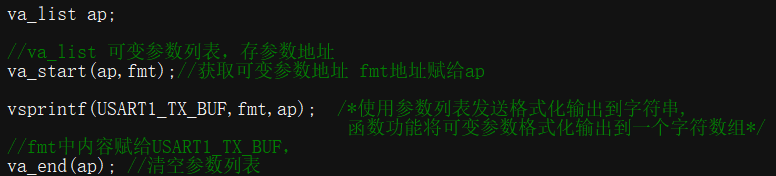 va_list ap;
//va_list 可变参数列表，存参数地址
va_start(ap,fmt);//获取可变参数地址 fmt地址赋给ap
vsprintf(USART1_TX_BUF,fmt,ap);  /*使用参数列表发送格式化输出到字符串，
函数功能将可变参数格式化输出到一个字符数组*/
//fmt中内容赋给USART1_TX_BUF，
va_end(ap); //清空参数列表